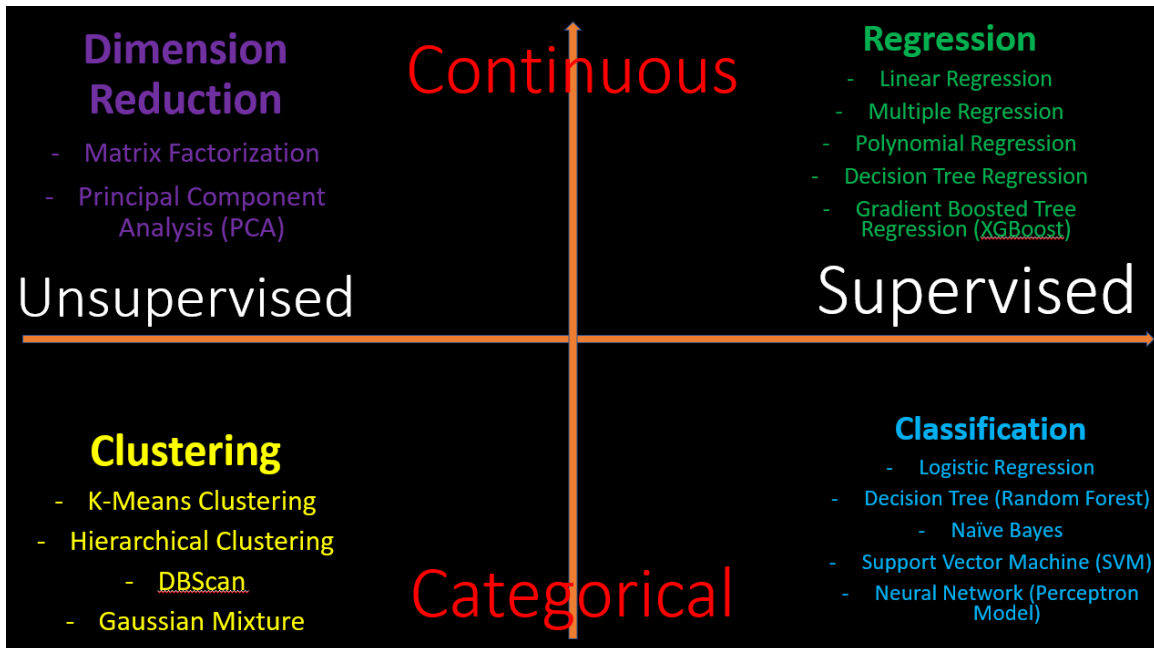 Dimension
Reduction
- Matrix Factorization
- Principal Component
Analysis (PCA)
Continuous
Regression
- Linear Regression
- Multiple Regression
- Polynomial Regression
- Decision Tree Regression
- Gradient Boosted Tree
Regression (XGBoost)
Unsupervised
Supervised
Clustering
- K-Means Clustering
- Hierarchical Clustering
- DBScan
- Gaussian Mixture
Categorical
Classification
- Logistic Regression
- Decision Tree (Random Forest)
- Naïve Bayes
- Support Vector Machine (SVM)
- Neural Network (Perceptron
Model)